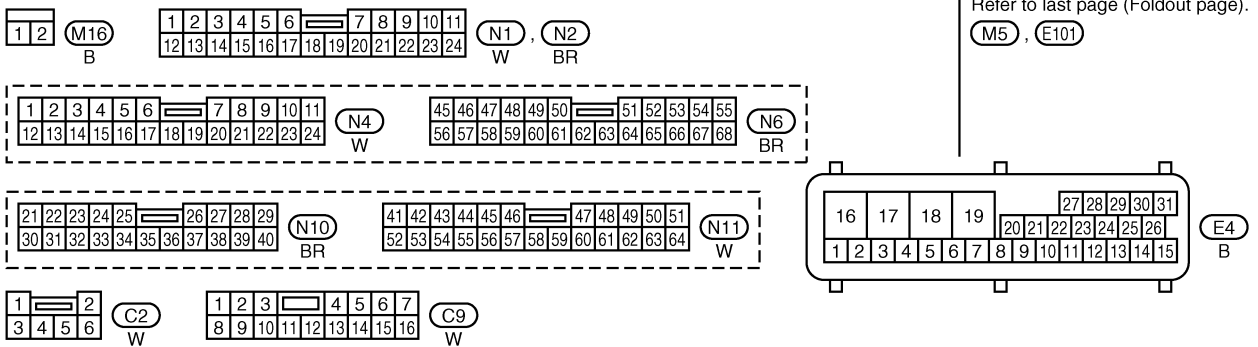 Refer to last page (Foldout page).
M5 , E101
1 2 M16
B
1 2 3 4 5 6 7 8 9 10 11
12 13 14 15 16 17 18 19 20 21 22 23 24
N1 , N2
W BR
1 2 3 4 5 6 7 8 9 10 11
12 13 14 15 16 17 18 19 20 21 22 23 24
N4
W
45 46 47 48 49 50 51 52 53 54 55
56 57 58 59 60 61 62 63 64 65 66 67 68
N6
BR
21 22 23 24 25 26 27 28 29
30 31 32 33 34 35 36 37 38 39 40
N10
BR
41 42 43 44 45 46 47 48 49 50 51
52 53 54 55 56 57 58 59 60 61 62 63 64
N11
W
16 17 18 19 27 28 29 30 31
20 21 22 23 24 25 26
1 2 3 4 5 6 7 8 9 10 11 12 13 14 15
E4
B
1 2
3 4 5 6
C2
W
1 2 3 4 5 6 7
8 9 10 11 12 13 14 15 16
C9
W